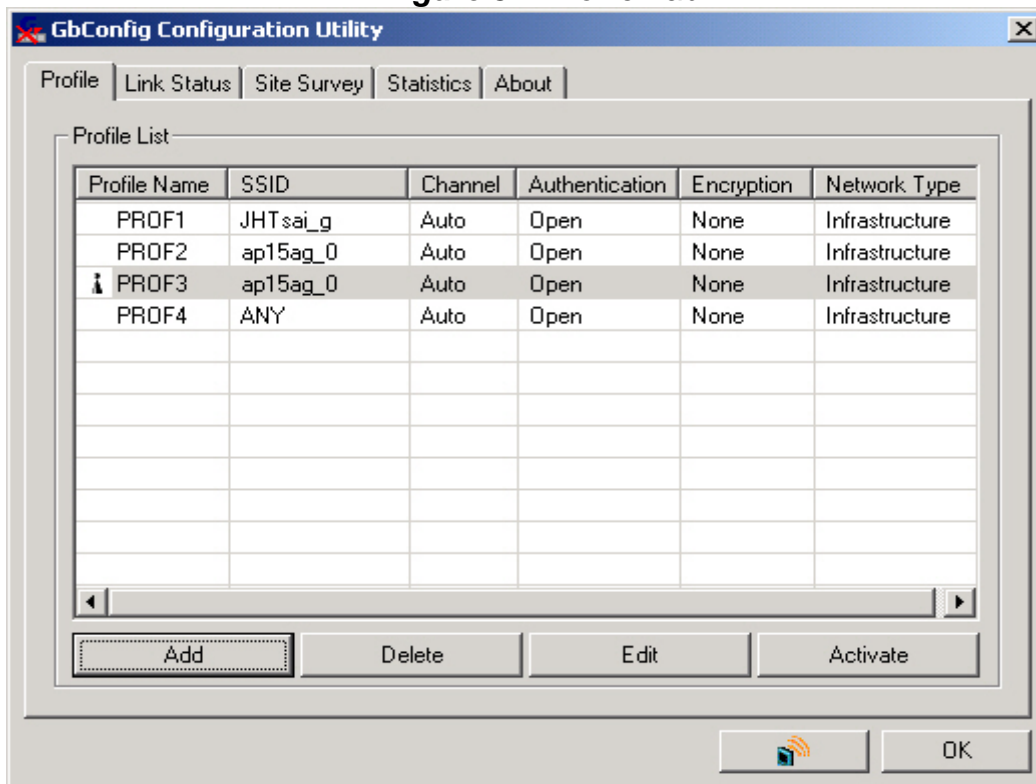 GbConfig Configuration Utility
Profile Link Status Site Survey Statistics About
Profile List
Profile Name SSID Channel Authentication Encryption Network Type
PROF1 JHTsai_g Auto Open None Infrastructure
PROF2 ap15ag_0 Auto Open None Infrastructure
PROF3 ap15ag_0 Auto Open None Infrastructure
PROF4 ANY Auto Open None Infrastructure
Add Delete Edit Activate
OK